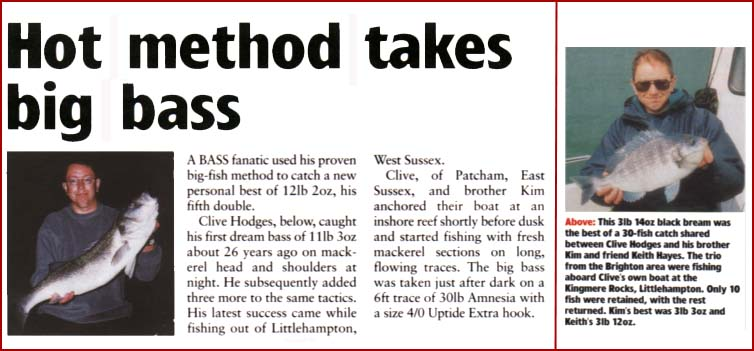 Hot method takes
big bass
A BASS fanatic used his proven
big-fish method to catch a new
personal best of 12lb 2oz, his
fifth double.
Clive Hodges, below, caught
his first dream bass of 11lb 3oz
about 26 years ago on mack-
erel head and shoulders at
night. He subsequently added
three more to the same tactics.
His latest success came while
fishing out of Littlehampton,
West Sussex.
Clive, of Patcham, East
Sussex, and brother Kim
anchored their boat at an
inshore reef shortly before dusk
and started fishing with fresh
mackerel sections on long,
flowing traces. The big bass
was taken just after dark on a
6ft trace of 30lb Amnesia with
a size 4/0 Uptide Extra hook.
Above: This 3lb 14oz black bream was
the best of a 30-fish catch shared
between Clive Hodges and his brother
Kim and friend Keith Hayes. The trio
from the Brighton area were fishing
aboard Clive's own boat at the
Kingmere Rocks, Littlehampton. Only 10
fish were retained, with the rest
returned. Kim's best was 3lb 3oz and
Keith's 3lb 12oz.